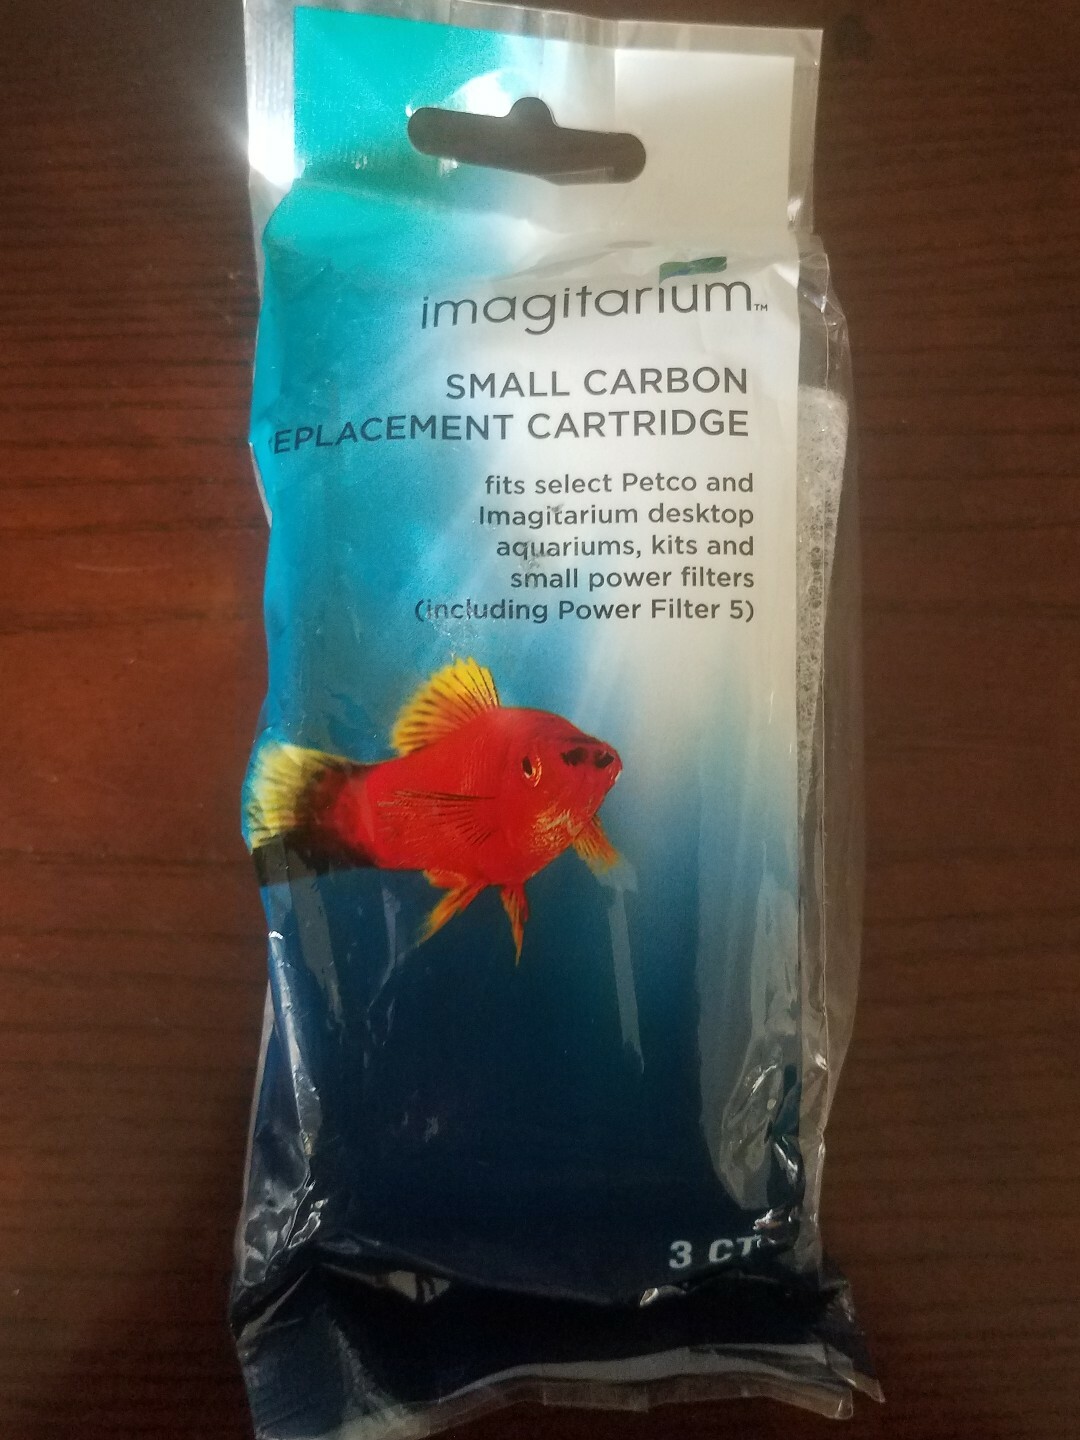 imagitarium™
SMALL CARBON
REPLACEMENT CARTRIDGE
fits select Petco and
Imagitarium desktop
aquariums, kits and
small power filters
(including Power Filter 5)
3 CT